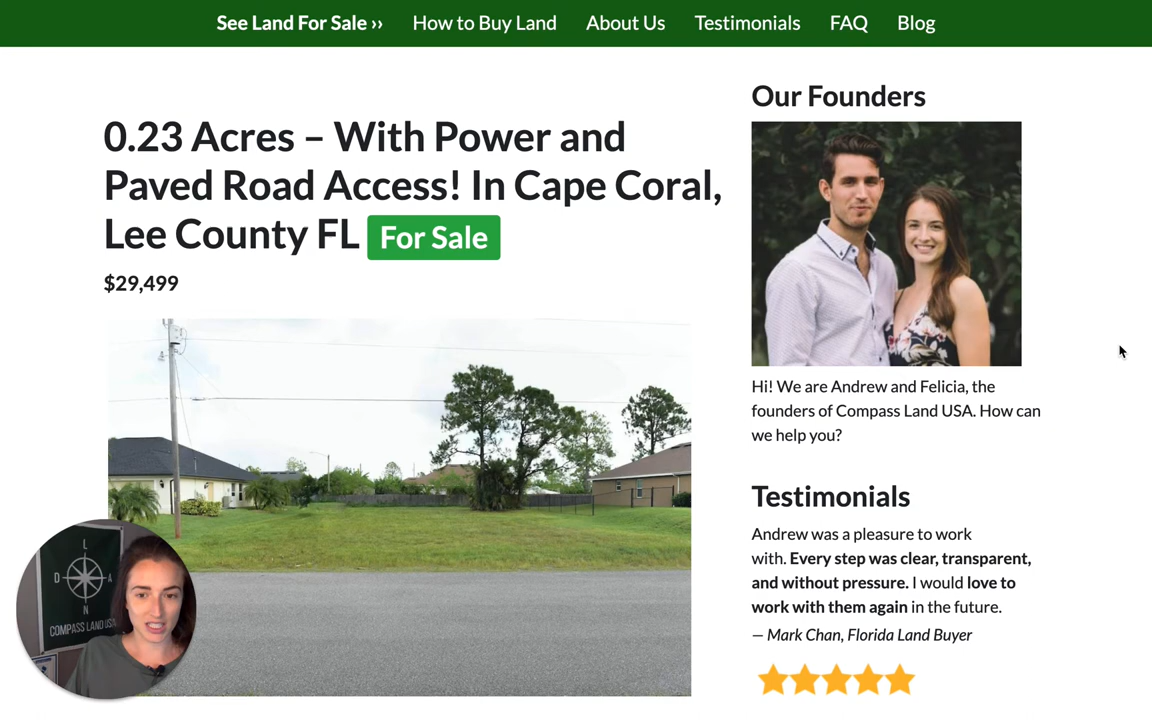 See Land For Sale ›› How to Buy Land About Us Testimonials FAQ Blog
0.23 Acres – With Power and
Paved Road Access! In Cape Coral,
Lee County FL For Sale
$29,499
Our Founders
Hi! We are Andrew and Felicia, the
founders of Compass Land USA. How can
we help you?
Testimonials
Andrew was a pleasure to work
with. Every step was clear, transparent,
and without pressure. I would love to
work with them again in the future.
— Mark Chan, Florida Land Buyer
L
D A
N
COMPASS LAND USA